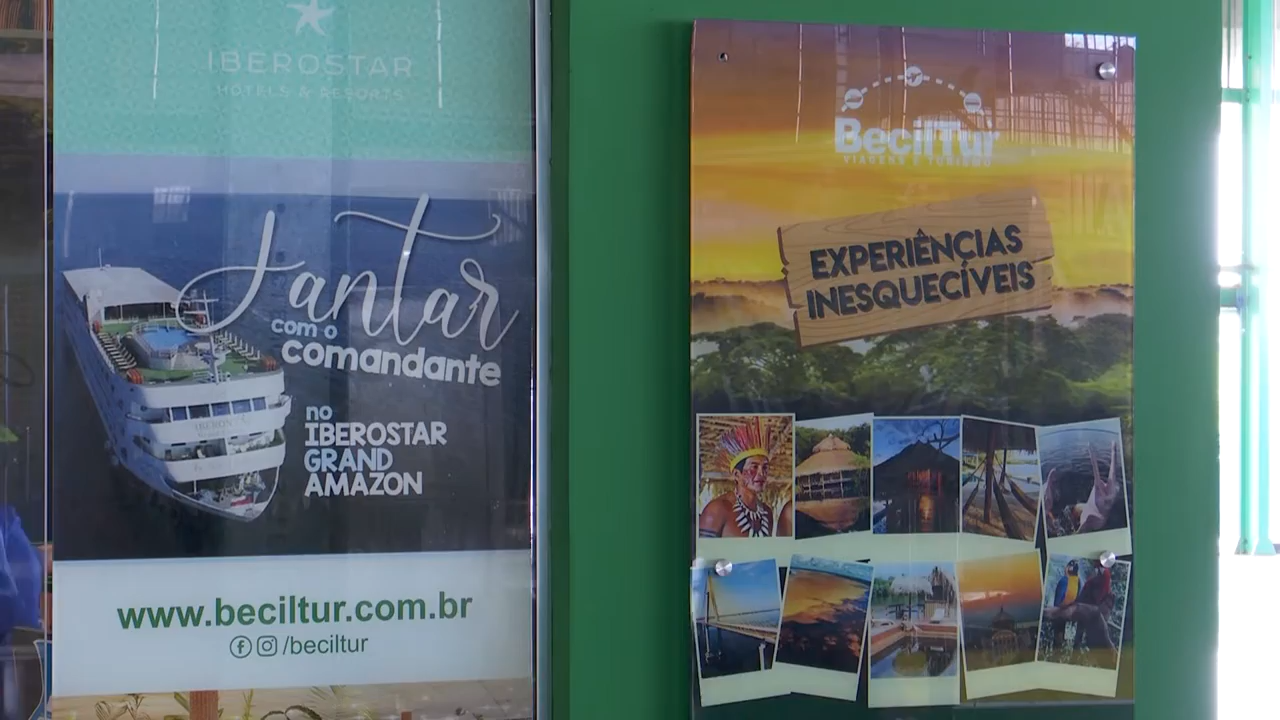 IBEROSTAR
HOTELS & RESORTS
Jantar
com o
comandante
no
IBEROSTAR
GRAND
AMAZON
www.beciltur.com.br
/beciltur
BecilTur
VIAGENS E TURISMO
EXPERIÊNCIAS
INESQUECÍVEIS